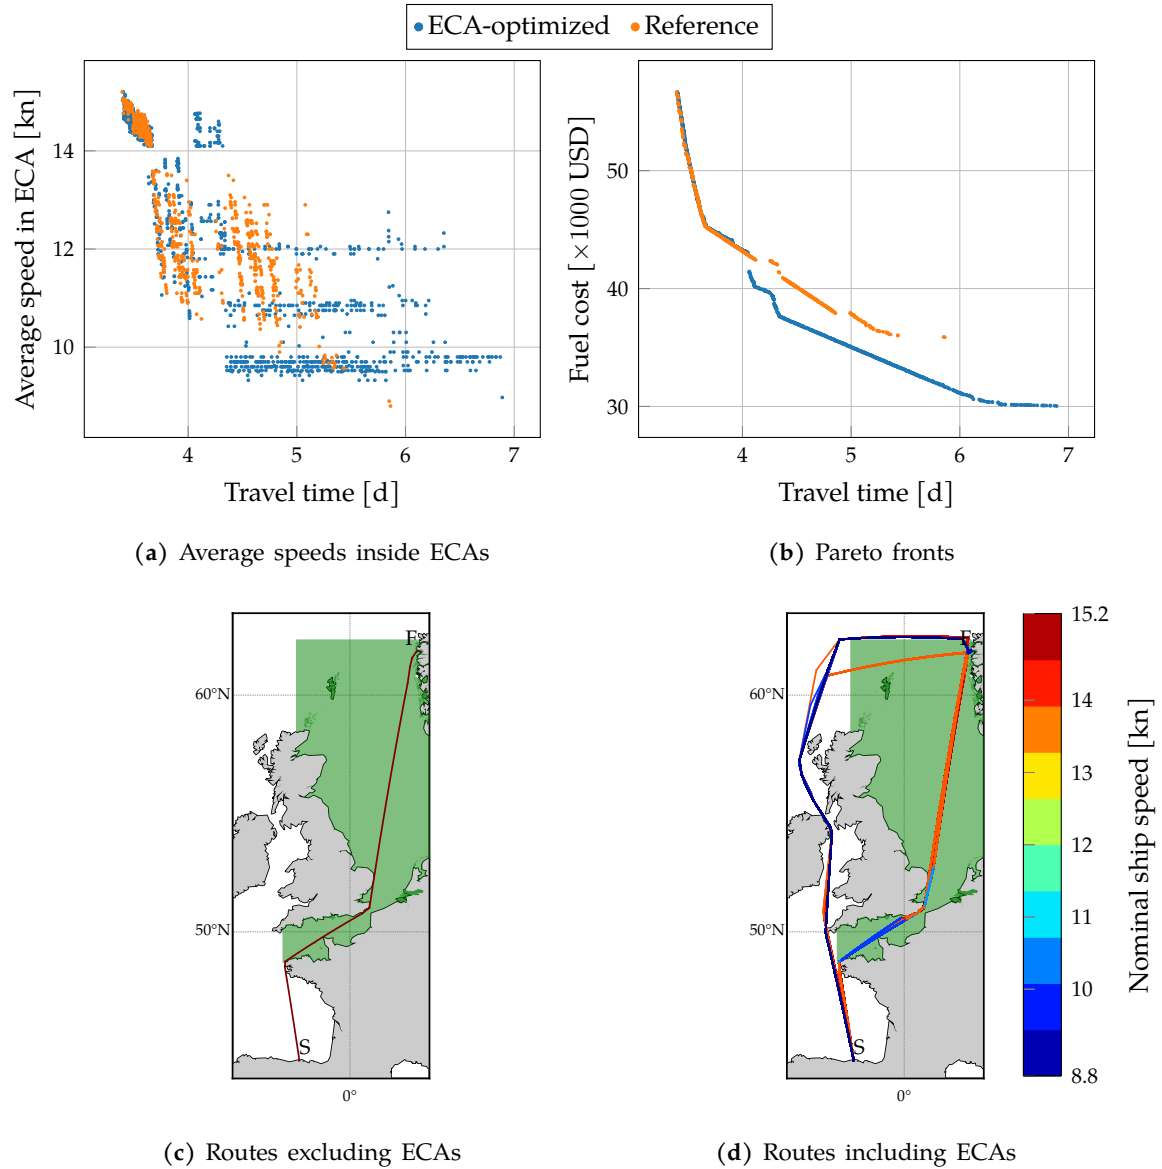 ECA-optimized Reference
Average speed in ECA [kn]
14
12
10
4 5 6 7
Travel time [d]
(a) Average speeds inside ECAs
Fuel cost [×1000 USD]
50
40
30
4 5 6 7
Travel time [d]
(b) Pareto fronts
F
60°N
50°N
S
0°
(c) Routes excluding ECAs
F
60°N
50°N
S
0°
(d) Routes including ECAs
15.2
14
13
12
11
10
8.8
Nominal ship speed [kn]